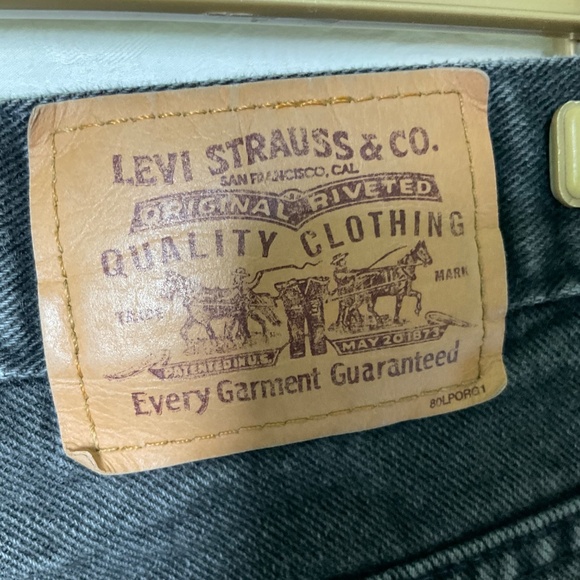 LEVI STRAUSS & CO.
SAN FRANCISCO, CAL
ORIGINAL RIVETED
QUALITY CLOTHING
TRADE MARK
PATENTED IN U.S. MAY 20 1873
Every Garment Guaranteed
80LPORG1